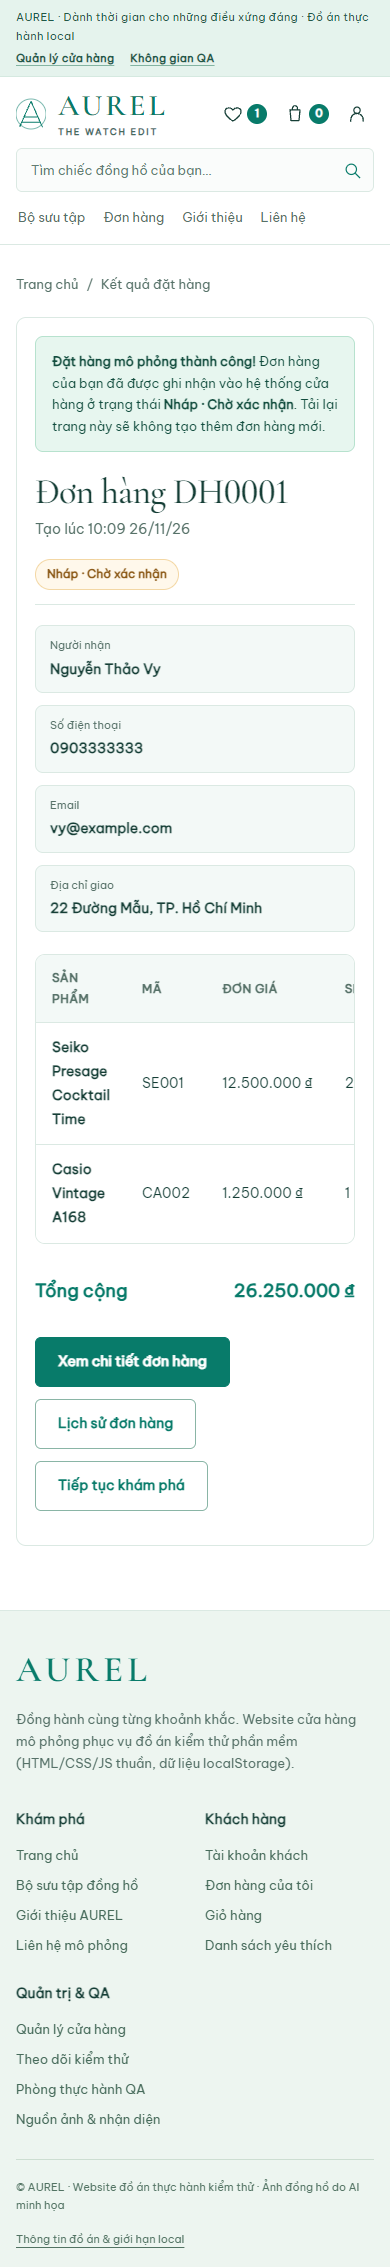 AUREL · Dành thời gian cho những điều xứng đáng · Đồ án thực
hành local
Quản lý cửa hàng Không gian QA
AUREL
THE WATCH EDIT
1
0
Tìm chiếc đồng hồ của bạn...
Bộ sưu tập Đơn hàng Giới thiệu Liên hệ
Trang chủ / Kết quả đặt hàng
Đặt hàng mô phỏng thành công! Đơn hàng
của bạn đã được ghi nhận vào hệ thống cửa
hàng ở trạng thái Nháp · Chờ xác nhận. Tải lại
trang này sẽ không tạo thêm đơn hàng mới.
Đơn hàng DH0001
Tạo lúc 10:09 26/11/26
Nháp · Chờ xác nhận
Người nhận
Nguyễn Thảo Vy
Số điện thoại
0903333333
Email
vy@example.com
Địa chỉ giao
22 Đường Mẫu, TP. Hồ Chí Minh
SẢN PHẨM MÃ ĐƠN GIÁ
Seiko Presage Cocktail Time SE001 12.500.000 ₫ 2
Casio Vintage A168 CA002 1.250.000 ₫ 1
Tổng cộng 26.250.000 ₫
Xem chi tiết đơn hàng
Lịch sử đơn hàng
Tiếp tục khám phá
AUREL
Đồng hành cùng từng khoảnh khắc. Website cửa hàng
mô phỏng phục vụ đồ án kiểm thử phần mềm
(HTML/CSS/JS thuần, dữ liệu localStorage).
Khám phá
Trang chủ
Bộ sưu tập đồng hồ
Giới thiệu AUREL
Liên hệ mô phỏng
Khách hàng
Tài khoản khách
Đơn hàng của tôi
Giỏ hàng
Danh sách yêu thích
Quản trị & QA
Quản lý cửa hàng
Theo dõi kiểm thử
Phòng thực hành QA
Nguồn ảnh & nhận diện
© AUREL · Website đồ án thực hành kiểm thử · Ảnh đồng hồ do AI
minh họa
Thông tin đồ án & giới hạn local